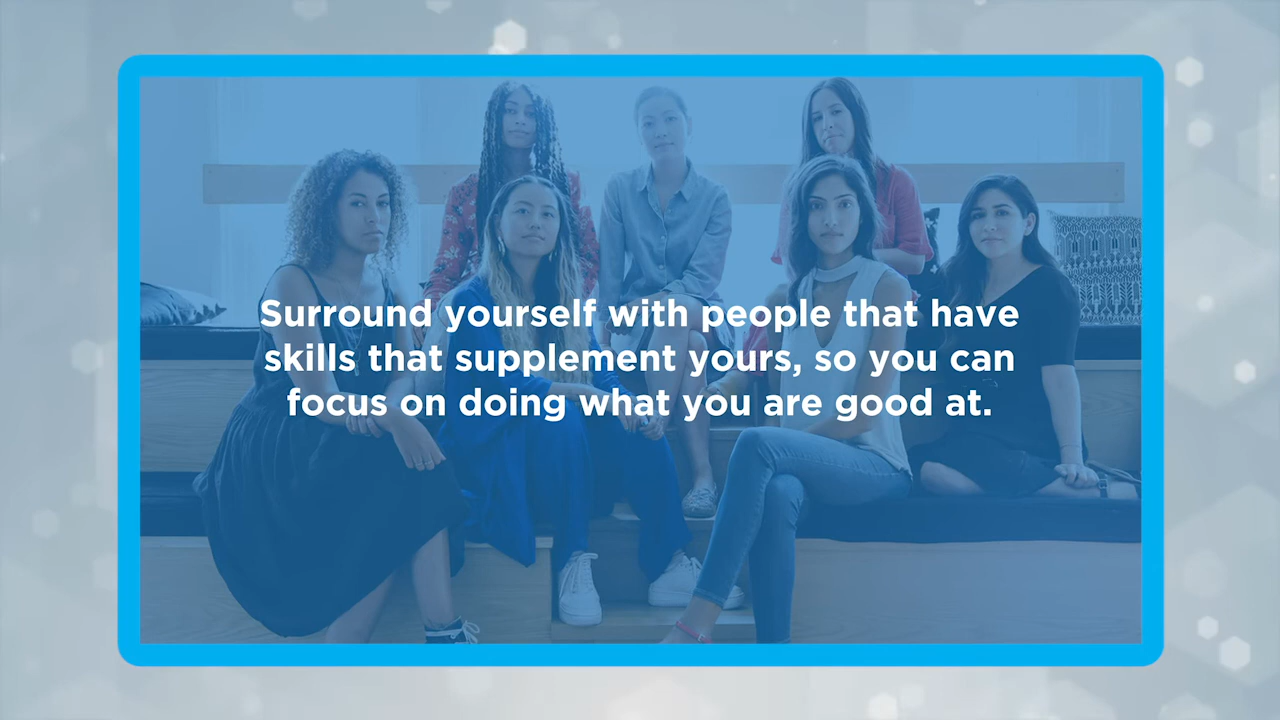 Surround yourself with people that have
skills that supplement yours, so you can
focus on doing what you are good at.